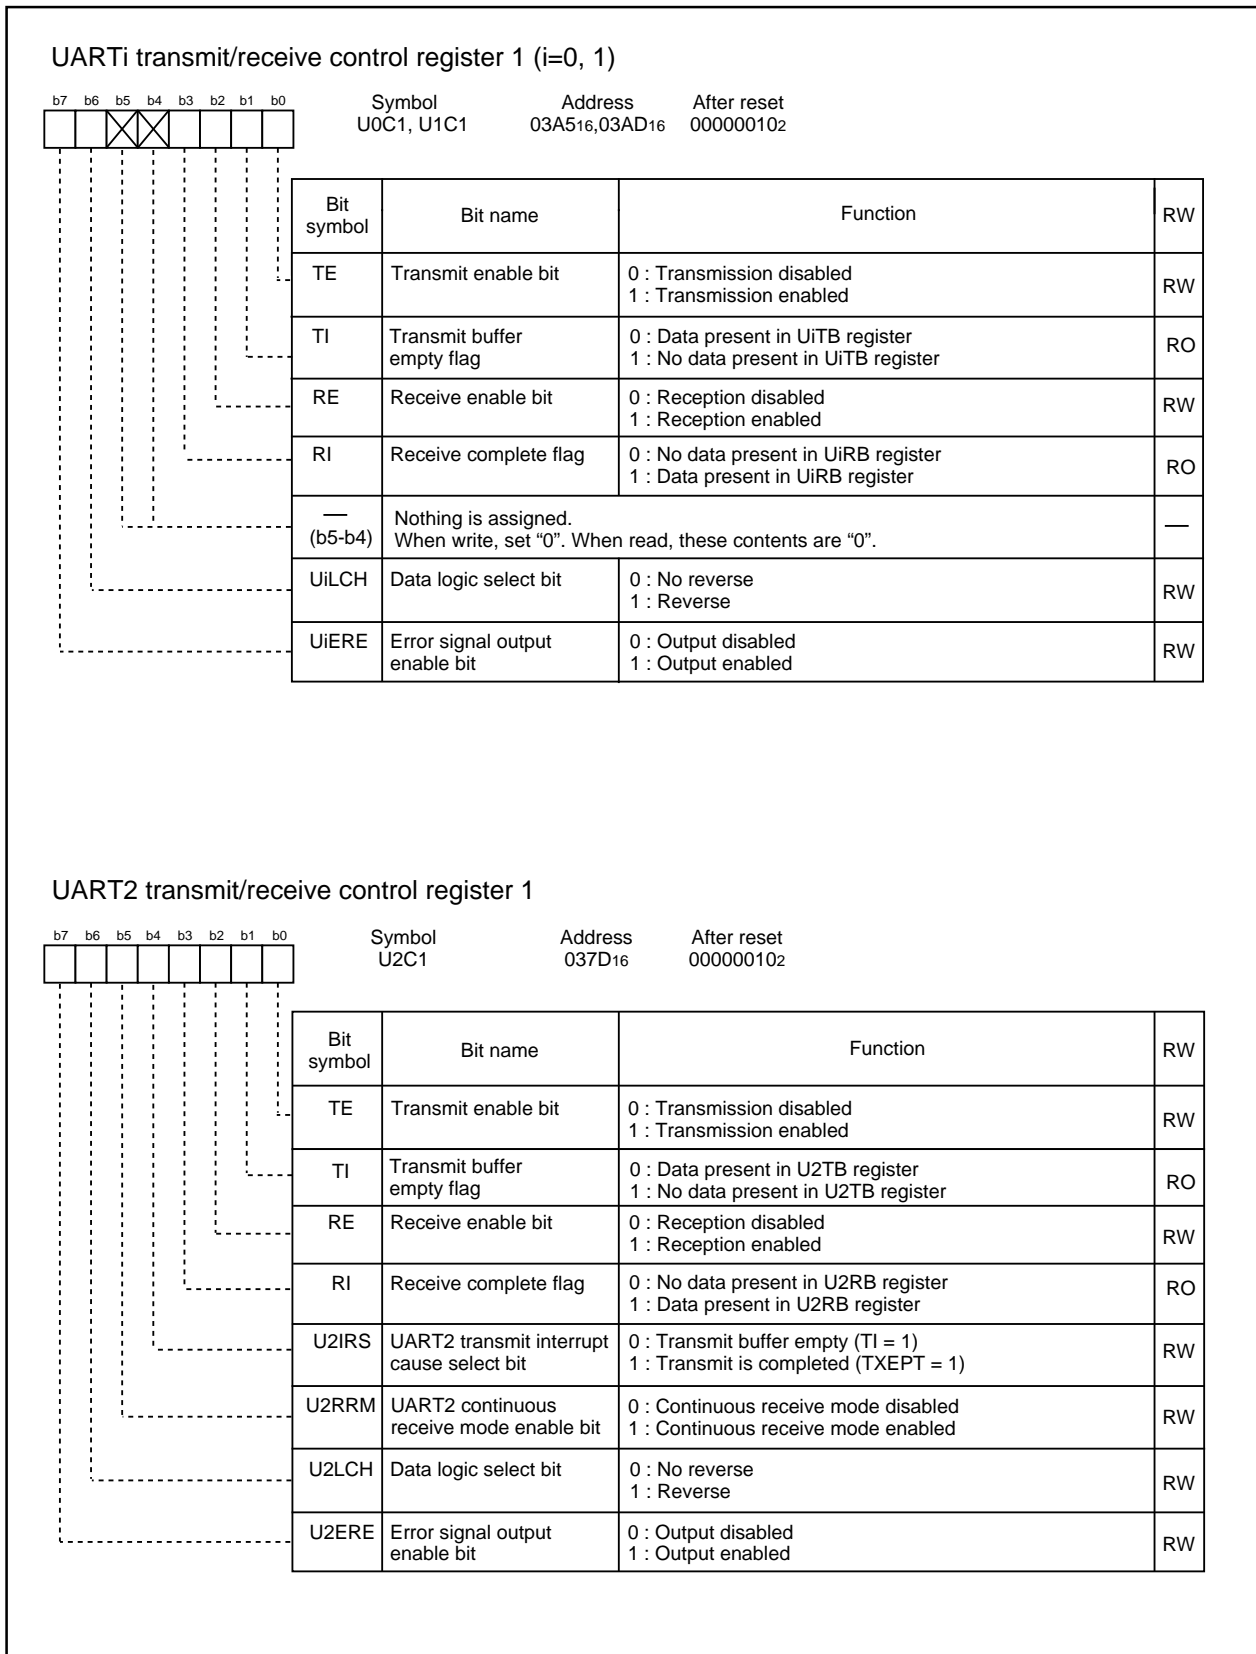 UARTi transmit/receive control register 1 (i=0, 1)
b7 b6 b5 b4 b3 b2 b1 b0
Symbol Address After reset
U0C1, U1C1 03A516,03AD16 000000102
Bit symbol Bit name Function RW
TE Transmit enable bit 0 : Transmission disabled
1 : Transmission enabled RW
TI Transmit buffer empty flag 0 : Data present in UiTB register
1 : No data present in UiTB register RO
RE Receive enable bit 0 : Reception disabled
1 : Reception enabled RW
RI Receive complete flag 0 : No data present in UiRB register
1 : Data present in UiRB register RO
— (b5-b4) Nothing is assigned.
When write, set “0”. When read, these contents are “0”. —
UiLCH Data logic select bit 0 : No reverse
1 : Reverse RW
UiERE Error signal output enable bit 0 : Output disabled
1 : Output enabled RW
UART2 transmit/receive control register 1
b7 b6 b5 b4 b3 b2 b1 b0
Symbol Address After reset
U2C1 037D16 000000102
Bit symbol Bit name Function RW
TE Transmit enable bit 0 : Transmission disabled
1 : Transmission enabled RW
TI Transmit buffer empty flag 0 : Data present in U2TB register
1 : No data present in U2TB register RO
RE Receive enable bit 0 : Reception disabled
1 : Reception enabled RW
RI Receive complete flag 0 : No data present in U2RB register
1 : Data present in U2RB register RO
U2IRS UART2 transmit interrupt cause select bit 0 : Transmit buffer empty (TI = 1)
1 : Transmit is completed (TXEPT = 1) RW
U2RRM UART2 continuous receive mode enable bit 0 : Continuous receive mode disabled
1 : Continuous receive mode enabled RW
U2LCH Data logic select bit 0 : No reverse
1 : Reverse RW
U2ERE Error signal output enable bit 0 : Output disabled
1 : Output enabled RW